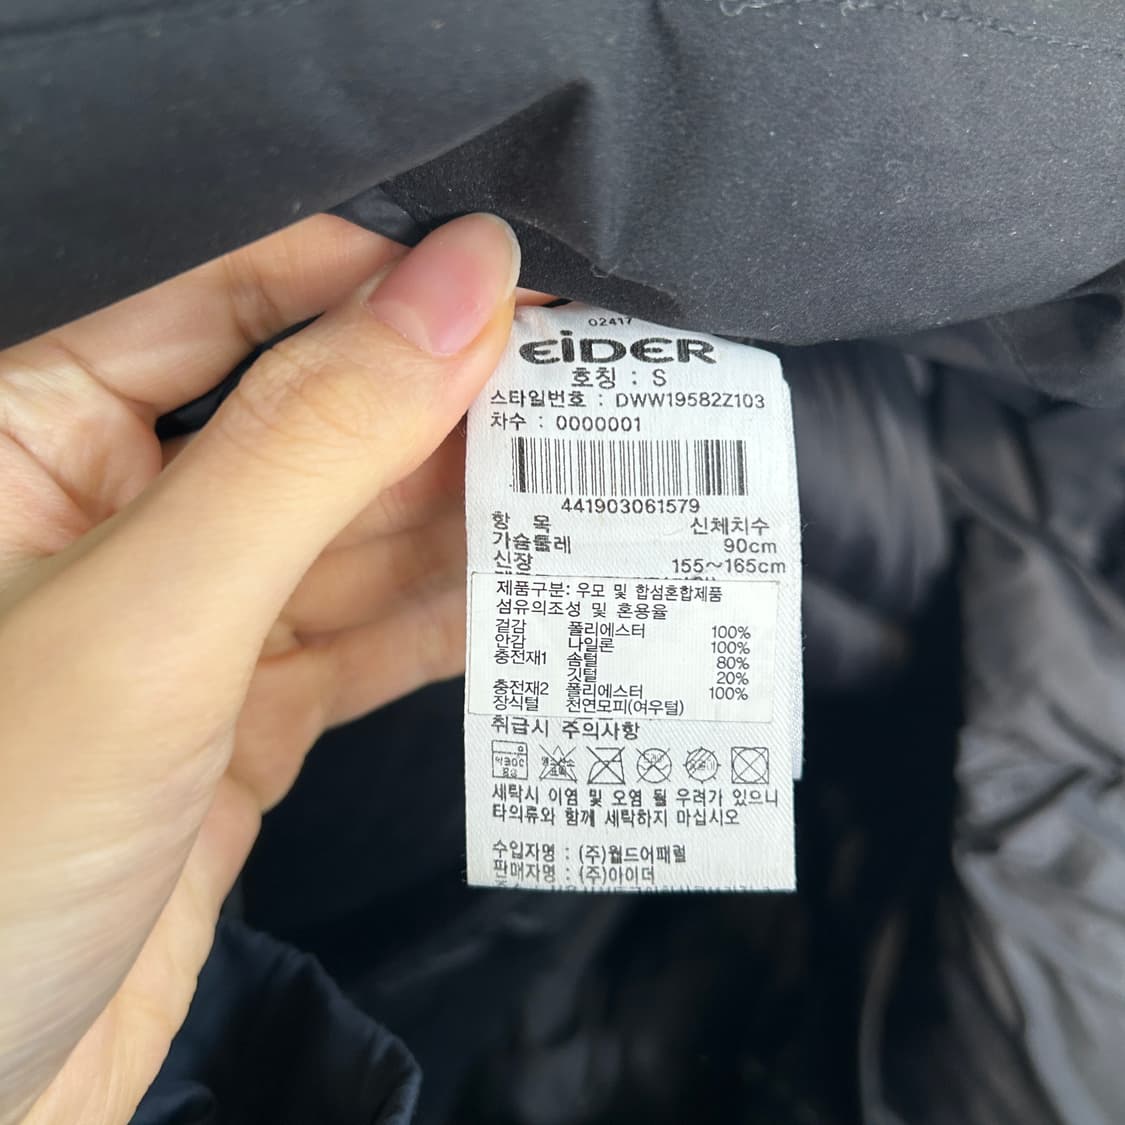 02417
EiDER
호칭 : S
스타일번호 : DWW19582Z103
차수 : 0000001
441903061579
항 목 신체치수
가슴둘레 90cm
신장 155~165cm
제품구분: 우모 및 합섬혼합제품
섬유의조성 및 혼용율
겉감 폴리에스터 100%
안감 나일론 100%
충전재1 솜털 80%
깃털 20%
충전재2 폴리에스터 100%
장식털 천연모피(여우털)
취급시 주의사항
세탁시 이염 및 오염 될 우려가 있으니
타의류와 함께 세탁하지 마십시오
수입자명 : (주)월드어패럴
판매자명 : (주)아이더